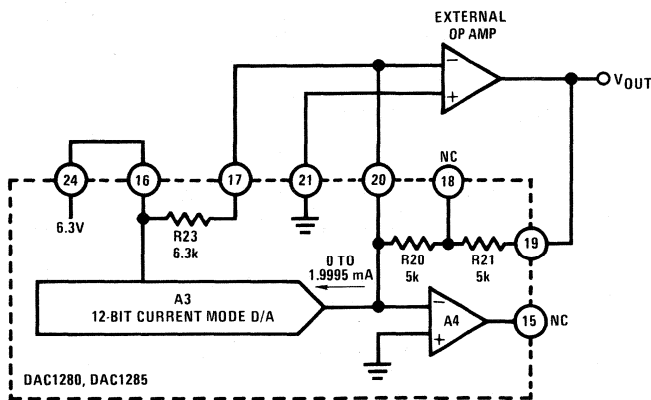 EXTERNAL
OP AMP
−
+
VOUT
NC
24
16
17
21
20
18
6.3V
R23
6.3k
19
R20
5k
R21
5k
0 TO
1.9995 mA
A3
12-BIT CURRENT MODE D/A
−
A4
+
15
NC
DAC1280, DAC1285